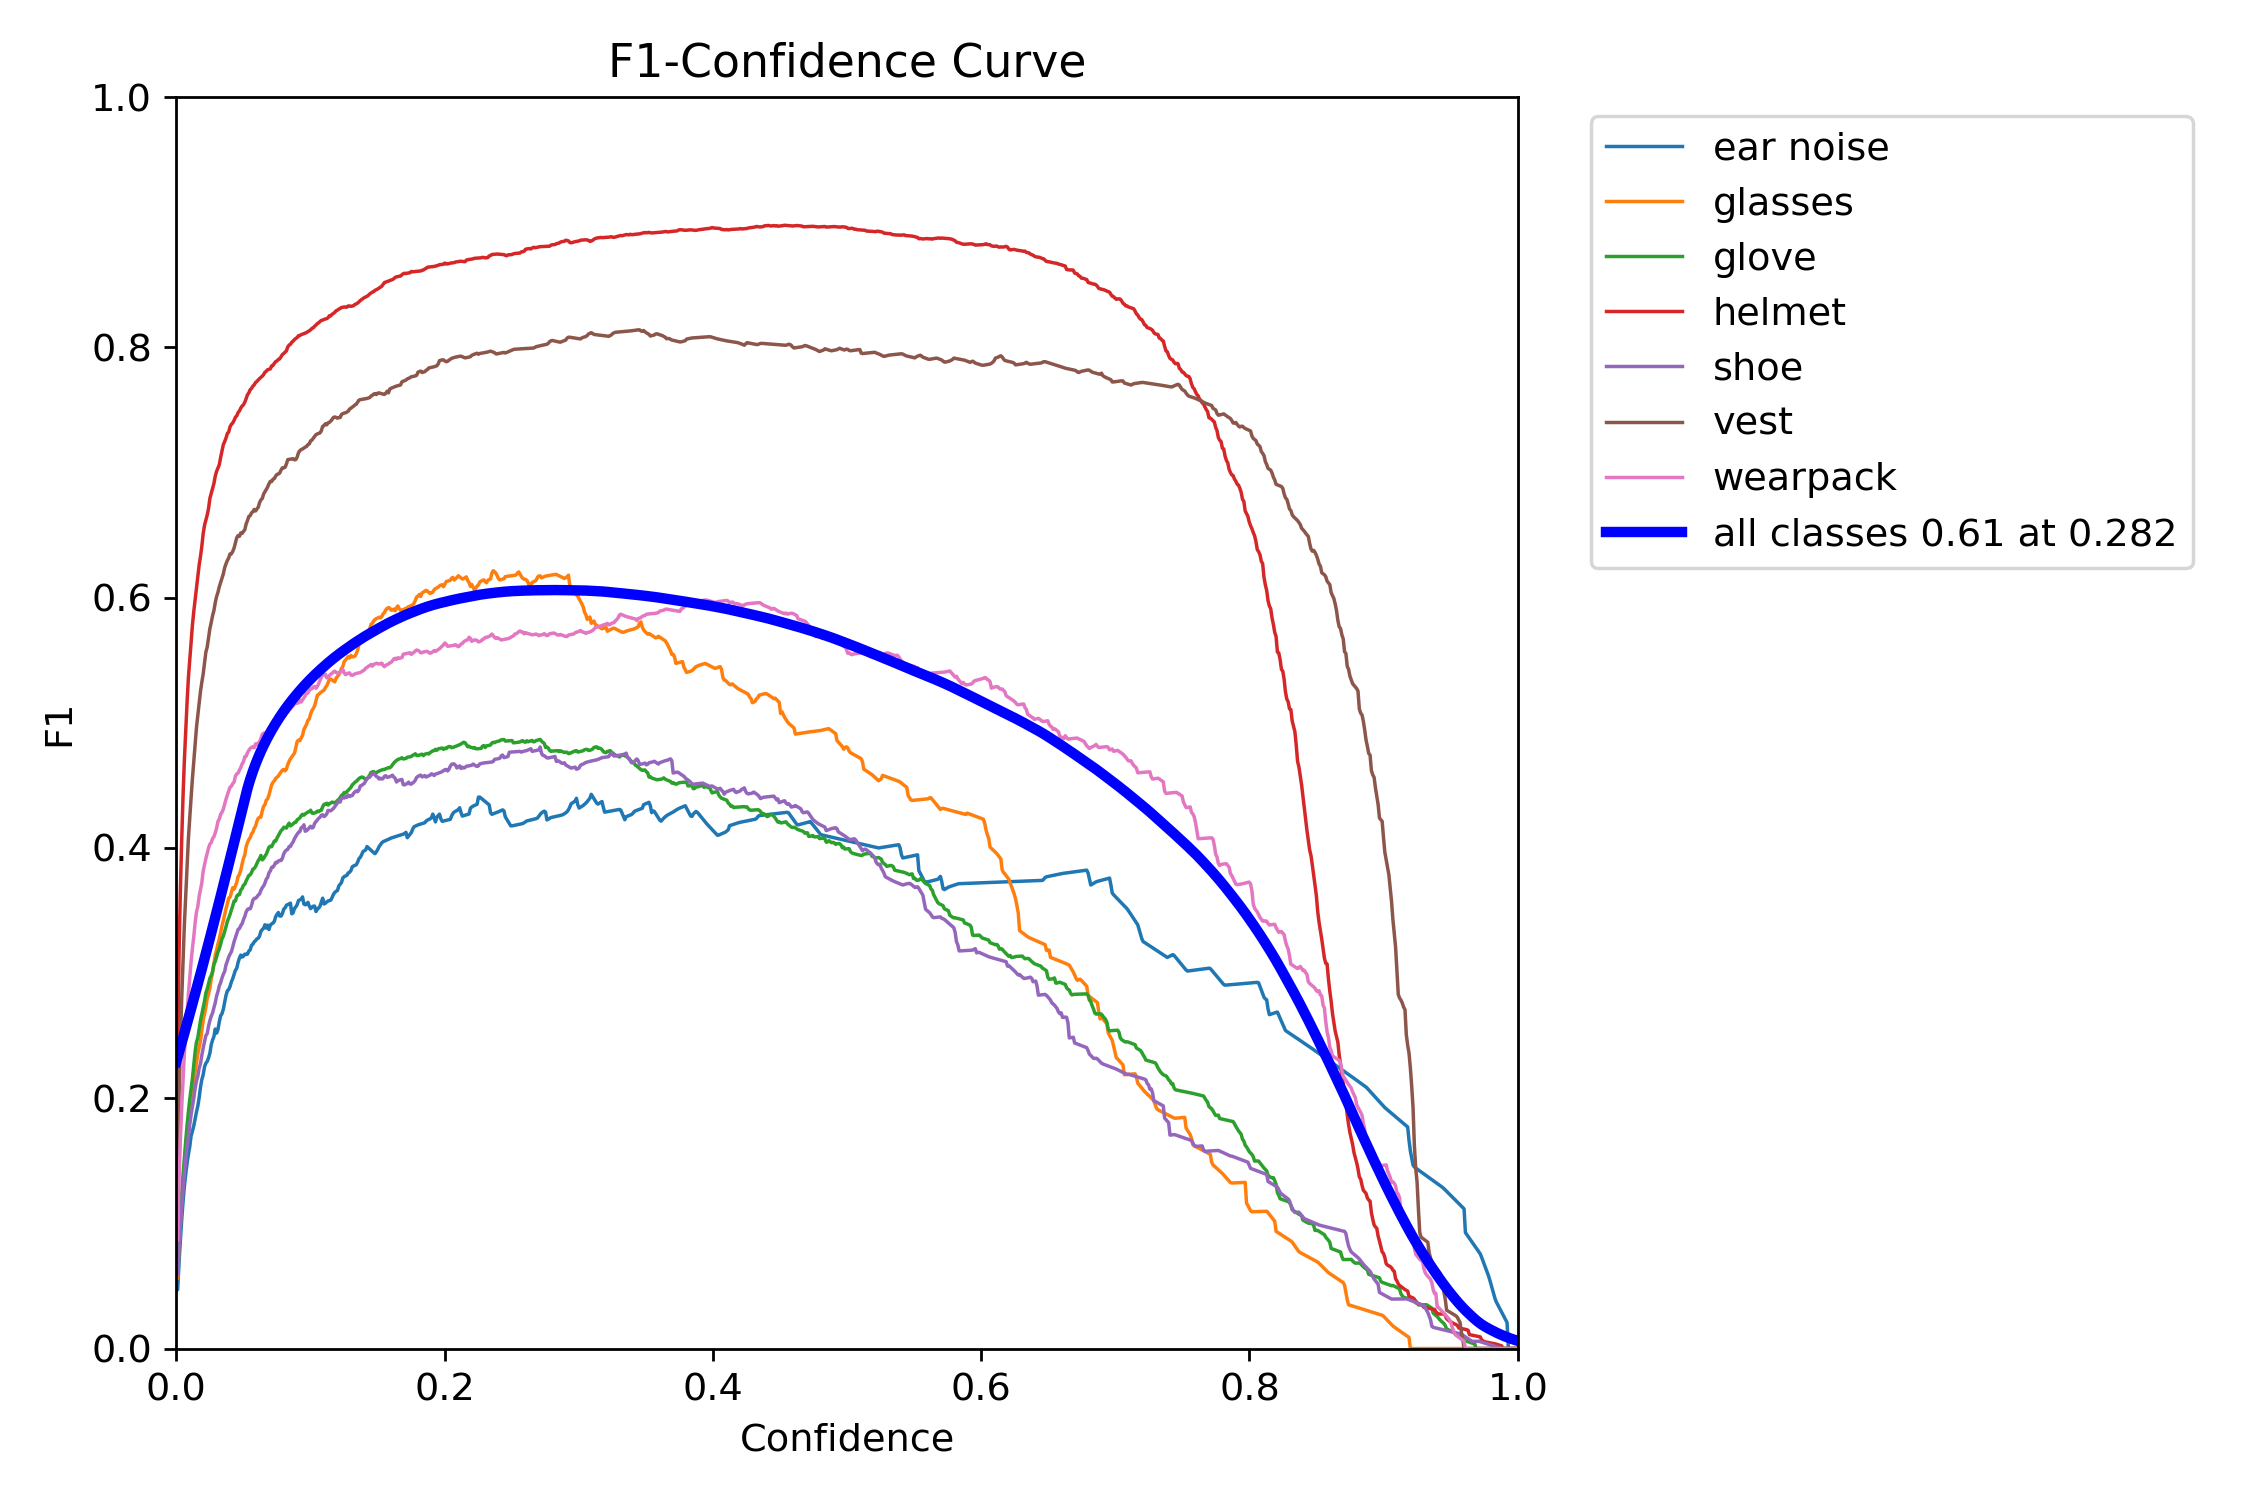 F1-Confidence Curve
1.0
0.8
0.6
0.4
0.2
0.0
F1
0.0 0.2 0.4 0.6 0.8 1.0
Confidence
ear noise
glasses
glove
helmet
shoe
vest
wearpack
all classes 0.61 at 0.282